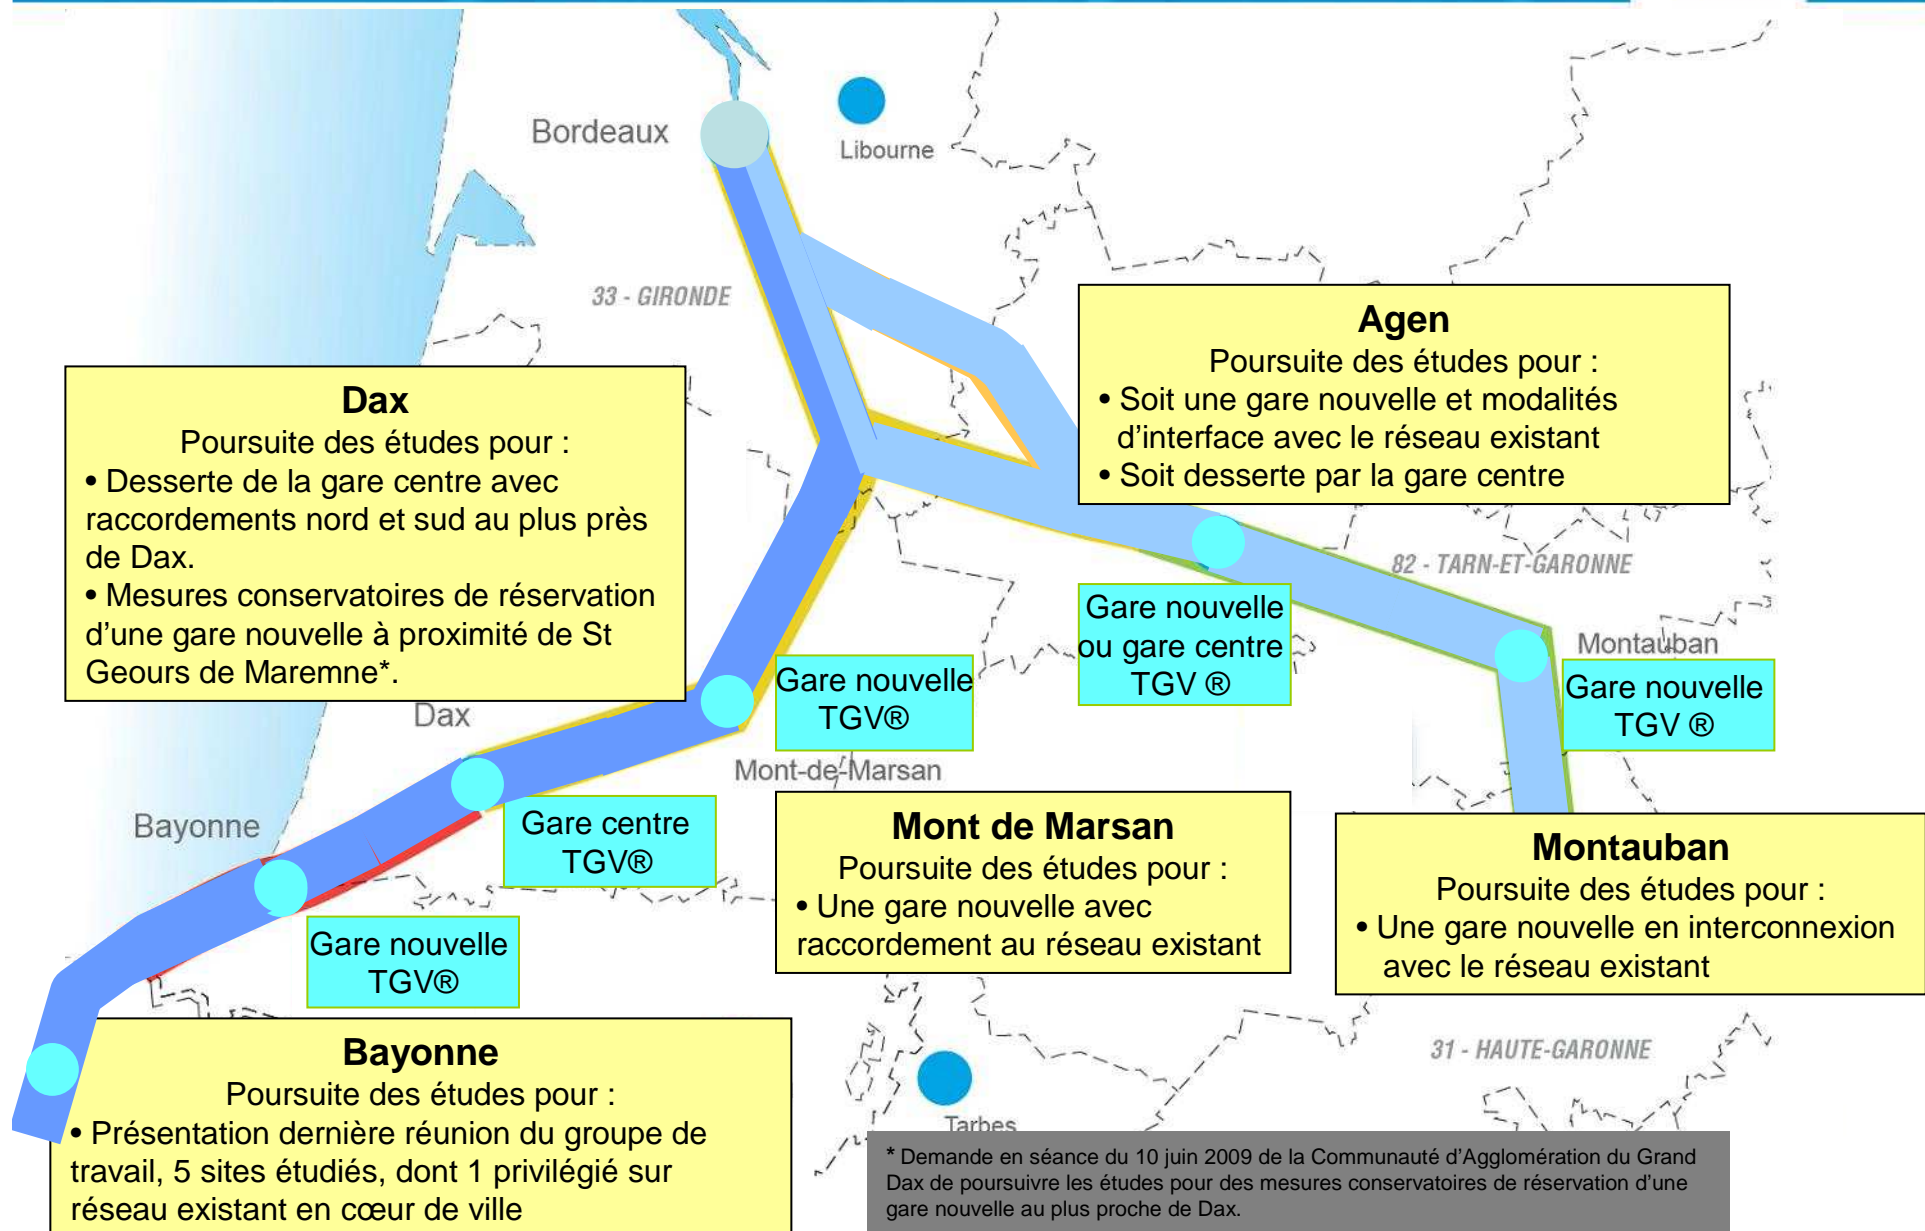 Bordeaux
Libourne
33 - GIRONDE
Agen
Poursuite des études pour :
• Soit une gare nouvelle et modalités
d'interface avec le réseau existant
• Soit desserte par la gare centre
Dax
Poursuite des études pour :
• Desserte de la gare centre avec
raccordements nord et sud au plus près
de Dax.
• Mesures conservatoires de réservation
d'une gare nouvelle à proximité de St
Geours de Maremne*.
82 - TARN-ET-GARONNE
Gare nouvelle
ou gare centre
TGV ®
Montauban
Gare nouvelle
TGV ®
Gare nouvelle
TGV®
Dax
Mont-de-Marsan
Bayonne
Gare centre
TGV®
Mont de Marsan
Poursuite des études pour :
• Une gare nouvelle avec
raccordement au réseau existant
Montauban
Poursuite des études pour :
• Une gare nouvelle en interconnexion
avec le réseau existant
Gare nouvelle
TGV®
Bayonne
Poursuite des études pour :
• Présentation dernière réunion du groupe de
travail, 5 sites étudiés, dont 1 privilégié sur
réseau existant en cœur de ville
31 - HAUTE-GARONNE
Tarbes
* Demande en séance du 10 juin 2009 de la Communauté d'Agglomération du Grand
Dax de poursuivre les études pour des mesures conservatoires de réservation d'une
gare nouvelle au plus proche de Dax.